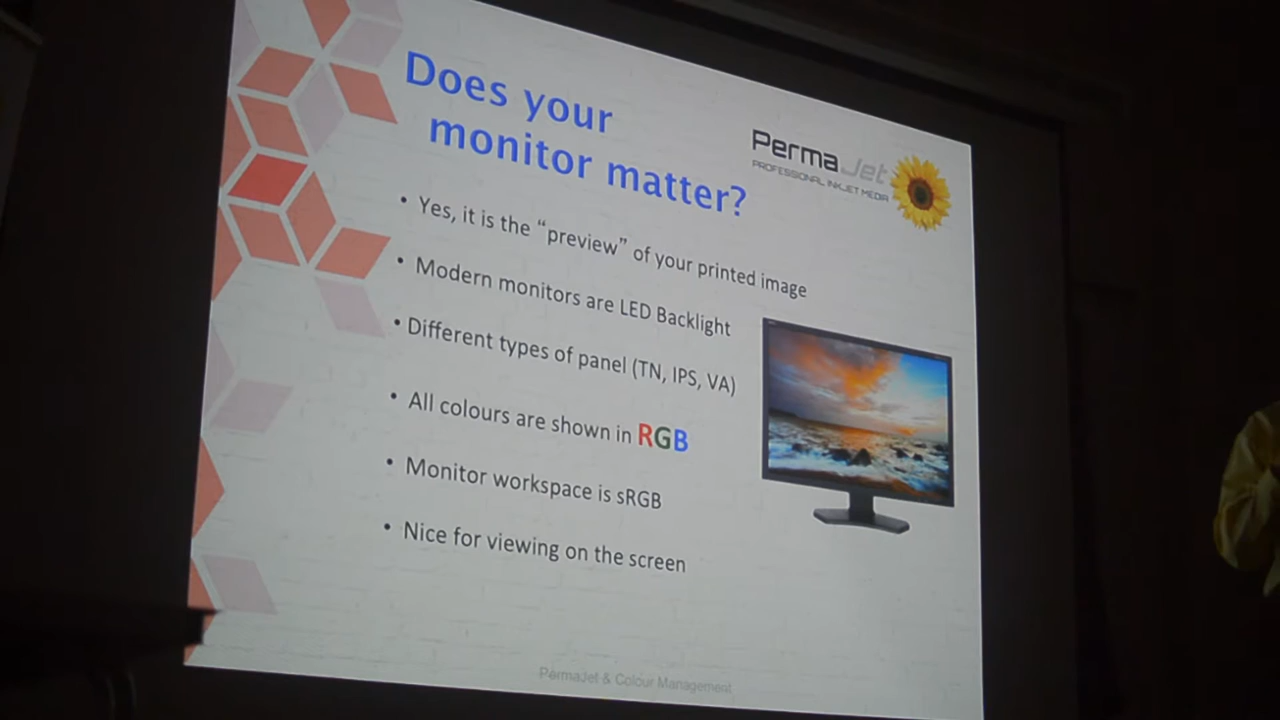 Does your
monitor matter?
PermaJet
PROFESSIONAL INKJET MEDIA
• Yes, it is the “preview” of your printed image
• Modern monitors are LED Backlight
• Different types of panel (TN, IPS, VA)
• All colours are shown in RGB
• Monitor workspace is sRGB
• Nice for viewing on the screen
PermaJet & Colour Management